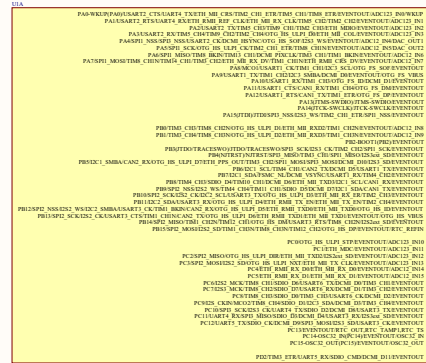 U1A
PA0-WKUP(PA0)/USART2_CTS/UART4_TX/ETH_MII_CRS/TIM2_CH1_ETR/TIM5_CH1/TIM8_ETR/EVENTOUT/ADC123_IN0/WKUP
PA1/USART2_RTS/UART4_RX/ETH_RMII_REF_CLK/ETH_MII_RX_CLK/TIM5_CH2/TIM2_CH2/EVENTOUT/ADC123_IN1
PA2/USART2_TX/TIM5_CH3/TIM9_CH1/TIM2_CH3/ETH_MDIO/EVENTOUT/ADC123_IN2
PA3/USART2_RX/TIM5_CH4/TIM9_CH2/TIM2_CH4/OTG_HS_ULPI_D0/ETH_MII_COL/EVENTOUT/ADC123_IN3
PA4/SPI1_NSS/SPI3_NSS/USART2_CK/DCMI_HSYNC/OTG_HS_SOF/I2S3_WS/EVENTOUT/ADC12_IN4/DAC_OUT1
PA5/SPI1_SCK/OTG_HS_ULPI_CK/TIM2_CH1_ETR/TIM8_CH1N/EVENTOUT/ADC12_IN5/DAC_OUT2
PA6/SPI1_MISO/TIM8_BKIN/TIM13_CH1/DCMI_PIXCLK/TIM3_CH1/TIM1_BKIN/EVENTOUT/ADC12_IN6
PA7/SPI1_MOSI/TIM8_CH1N/TIM14_CH1/TIM3_CH2/ETH_MII_RX_DV/TIM1_CH1N/ETH_RMII_CRS_DV/EVENTOUT/ADC12_IN7
PA8/MCO1/USART1_CK/TIM1_CH1/I2C3_SCL/OTG_FS_SOF/EVENTOUT
PA9/USART1_TX/TIM1_CH2/I2C3_SMBA/DCMI_D0/EVENTOUT/OTG_FS_VBUS
PA10/USART1_RX/TIM1_CH3/OTG_FS_ID/DCMI_D1/EVENTOUT
PA11/USART1_CTS/CAN1_RX/TIM1_CH4/OTG_FS_DM/EVENTOUT
PA12/USART1_RTS/CAN1_TX/TIM1_ETR/OTG_FS_DP/EVENTOUT
PA13(JTMS-SWDIO)/JTMS-SWDIO/EVENTOUT
PA14(JTCK-SWCLK)/JTCK-SWCLK/EVENTOUT
PA15(JTDI)/JTDI/SPI3_NSS/I2S3_WS/TIM2_CH1_ETR/SPI1_NSS/EVENTOUT
PB0/TIM3_CH3/TIM8_CH2N/OTG_HS_ULPI_D1/ETH_MII_RXD2/TIM1_CH2N/EVENTOUT/ADC12_IN8
PB1/TIM3_CH4/TIM8_CH3N/OTG_HS_ULPI_D2/ETH_MII_RXD3/TIM1_CH3N/EVENTOUT/ADC12_IN9
PB2-BOOT1(PB2)/EVENTOUT
PB3(JTDO/TRACESWO)/JTDO/TRACESWO/SPI3_SCK/I2S3_CK/TIM2_CH2/SPI1_SCK/EVENTOUT
PB4(NJTRST)/NJTRST/SPI3_MISO/TIM3_CH1/SPI1_MISO/I2S3ext_SD/EVENTOUT
PB5/I2C1_SMBA/CAN2_RX/OTG_HS_ULPI_D7/ETH_PPS_OUT/TIM3_CH2/SPI1_MOSI/SPI3_MOSI/DCMI_D10/I2S3_SD/EVENTOUT
PB6/I2C1_SCL/TIM4_CH1/CAN2_TX/DCMI_D5/USART1_TX/EVENTOUT
PB7/I2C1_SDA/FSMC_NL/DCMI_VSYNC/USART1_RX/TIM4_CH2/EVENTOUT
PB8/TIM4_CH3/SDIO_D4/TIM10_CH1/DCMI_D6/ETH_MII_TXD3/I2C1_SCL/CAN1_RX/EVENTOUT
PB9/SPI2_NSS/I2S2_WS/TIM4_CH4/TIM11_CH1/SDIO_D5/DCMI_D7/I2C1_SDA/CAN1_TX/EVENTOUT
PB10/SPI2_SCK/I2S2_CK/I2C2_SCL/USART3_TX/OTG_HS_ULPI_D3/ETH_MII_RX_ER/TIM2_CH3/EVENTOUT
PB11/I2C2_SDA/USART3_RX/OTG_HS_ULPI_D4/ETH_RMII_TX_EN/ETH_MII_TX_EN/TIM2_CH4/EVENTOUT
PB12/SPI2_NSS/I2S2_WS/I2C2_SMBA/USART3_CK/TIM1_BKIN/CAN2_RX/OTG_HS_ULPI_D5/ETH_RMII_TXD0/ETH_MII_TXD0/OTG_HS_ID/EVENTOUT
PB13/SPI2_SCK/I2S2_CK/USART3_CTS/TIM1_CH1N/CAN2_TX/OTG_HS_ULPI_D6/ETH_RMII_TXD1/ETH_MII_TXD1/EVENTOUT/OTG_HS_VBUS
PB14/SPI2_MISO/TIM1_CH2N/TIM12_CH1/OTG_HS_DM/USART3_RTS/TIM8_CH2N/I2S2ext_SD/EVENTOUT
PB15/SPI2_MOSI/I2S2_SD/TIM1_CH3N/TIM8_CH3N/TIM12_CH2/OTG_HS_DP/EVENTOUT/RTC_REFIN
PC0/OTG_HS_ULPI_STP/EVENTOUT/ADC123_IN10
PC1/ETH_MDC/EVENTOUT/ADC123_IN11
PC2/SPI2_MISO/OTG_HS_ULPI_DIR/ETH_MII_TXD2/I2S2ext_SD/EVENTOUT/ADC123_IN12
PC3/SPI2_MOSI/I2S2_SD/OTG_HS_ULPI_NXT/ETH_MII_TX_CLK/EVENTOUT/ADC123_IN13
PC4/ETH_RMII_RX_D0/ETH_MII_RX_D0/EVENTOUT/ADC12_IN14
PC5/ETH_RMII_RX_D1/ETH_MII_RX_D1/EVENTOUT/ADC12_IN15
PC6/I2S2_MCK/TIM8_CH1/SDIO_D6/USART6_TX/DCMI_D0/TIM3_CH1/EVENTOUT
PC7/I2S3_MCK/TIM8_CH2/SDIO_D7/USART6_RX/DCMI_D1/TIM3_CH2/EVENTOUT
PC8/TIM8_CH3/SDIO_D0/TIM3_CH3/USART6_CK/DCMI_D2/EVENTOUT
PC9/I2S_CKIN/MCO2/TIM8_CH4/SDIO_D1/I2C3_SDA/DCMI_D3/TIM3_CH4/EVENTOUT
PC10/SPI3_SCK/I2S3_CK/UART4_TX/SDIO_D2/DCMI_D8/USART3_TX/EVENTOUT
PC11/UART4_RX/SPI3_MISO/SDIO_D3/DCMI_D4/USART3_RX/I2S3ext_SD/EVENTOUT
PC12/UART5_TX/SDIO_CK/DCMI_D9/SPI3_MOSI/I2S3_SD/USART3_CK/EVENTOUT
PC13/EVENTOUT/RTC_OUT,RTC_TAMP1,RTC_TS
PC14-OSC32_IN(PC14)/EVENTOUT/OSC32_IN
PC15-OSC32_OUT(PC15)/EVENTOUT/OSC32_OUT
PD2/TIM3_ETR/UART5_RX/SDIO_CMD/DCMI_D11/EVENTOUT